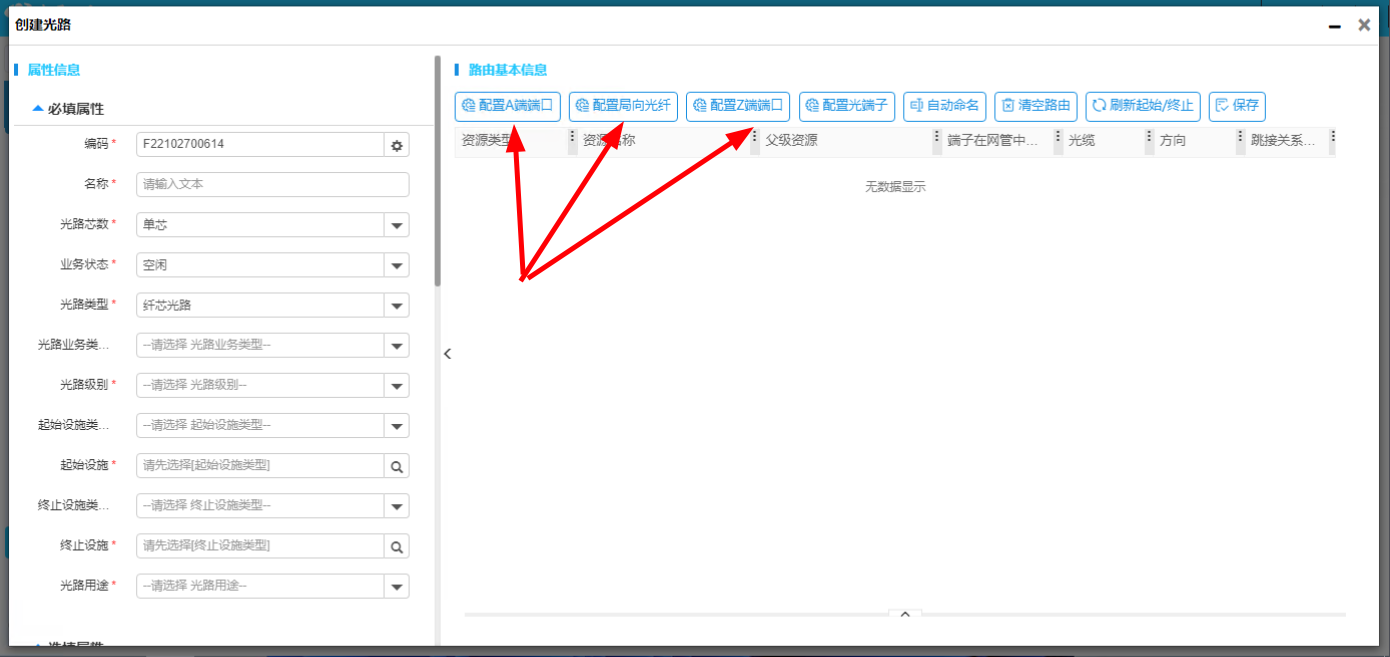 创建光路
属性信息
必填属性
编码* F22102700614
名称* 请输入文本
光路芯数* 单芯
业务状态* 空闲
光路类型* 纤芯光路
光路业务类... --请选择 光路业务类型--
光路级别* --请选择 光路级别--
起始设施类... --请选择 起始设施类型--
起始设施* 请先选择[起始设施类型]
终止设施类... --请选择 终止设施类型--
终止设施* 请先选择[终止设施类型]
光路用途* --请选择 光路用途--
路由基本信息
配置A端端口 配置局向光纤 配置Z端端口 配置光端子 自动命名 清空路由 刷新起始/终止 保存
资源类型 资源名称 父级资源 端子在网管中... 光缆 方向 跳接关系...
无数据显示